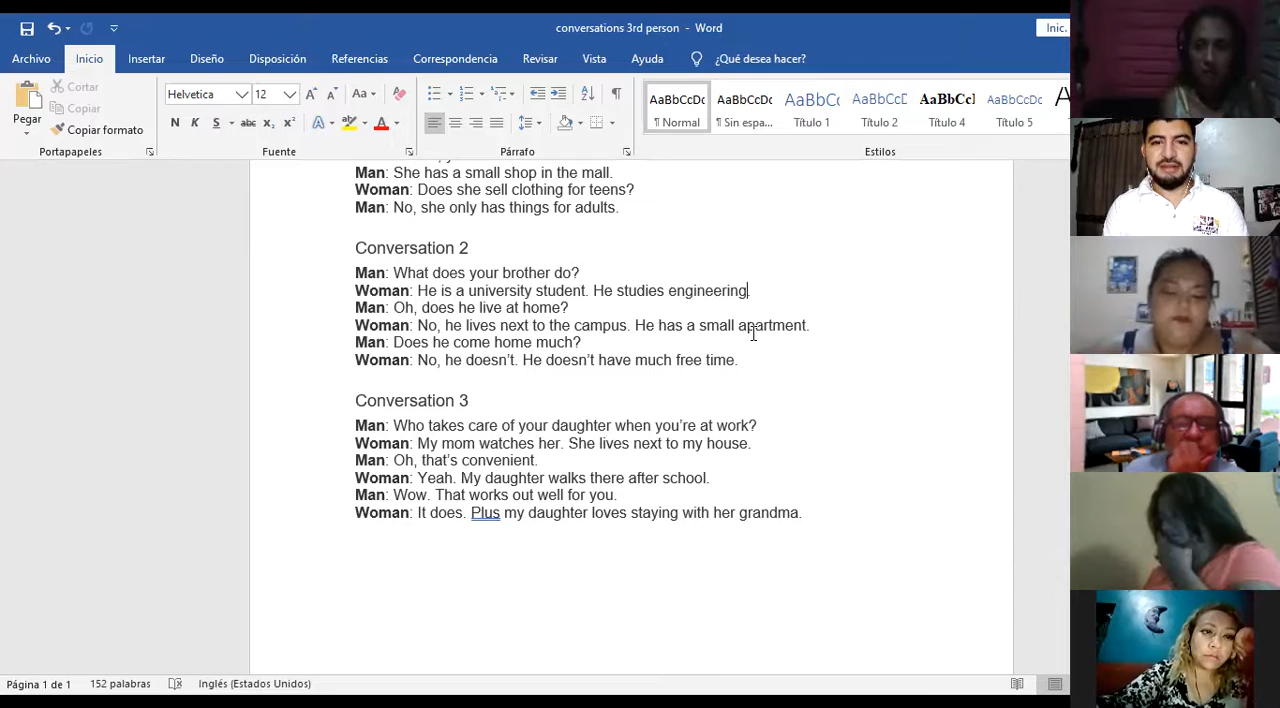 conversations 3rd person - Word
Inic.
Archivo Inicio Insertar Diseño Disposición Referencias Correspondencia Revisar Vista Ayuda ¿Qué desea hacer?
Pegar
Cortar
Copiar
Copiar formato
Portapapeles
Helvetica 12
N K S abc x₂ x²
Fuente
Párrafo
AaBbCcDc AaBbCcDc AaBbC AaBbCcD AaBbCcI AaBbCcD A
¶ Normal ¶ Sin espa... Título 1 Título 2 Título 4 Título 5
Estilos
Man: She has a small shop in the mall.
Woman: Does she sell clothing for teens?
Man: No, she only has things for adults.
Conversation 2
Man: What does your brother do?
Woman: He is a university student. He studies engineering.
Man: Oh, does he live at home?
Woman: No, he lives next to the campus. He has a small apartment.
Man: Does he come home much?
Woman: No, he doesn't. He doesn't have much free time.
Conversation 3
Man: Who takes care of your daughter when you're at work?
Woman: My mom watches her. She lives next to my house.
Man: Oh, that's convenient.
Woman: Yeah. My daughter walks there after school.
Man: Wow. That works out well for you.
Woman: It does. Plus my daughter loves staying with her grandma.
Página 1 de 1 152 palabras Inglés (Estados Unidos)